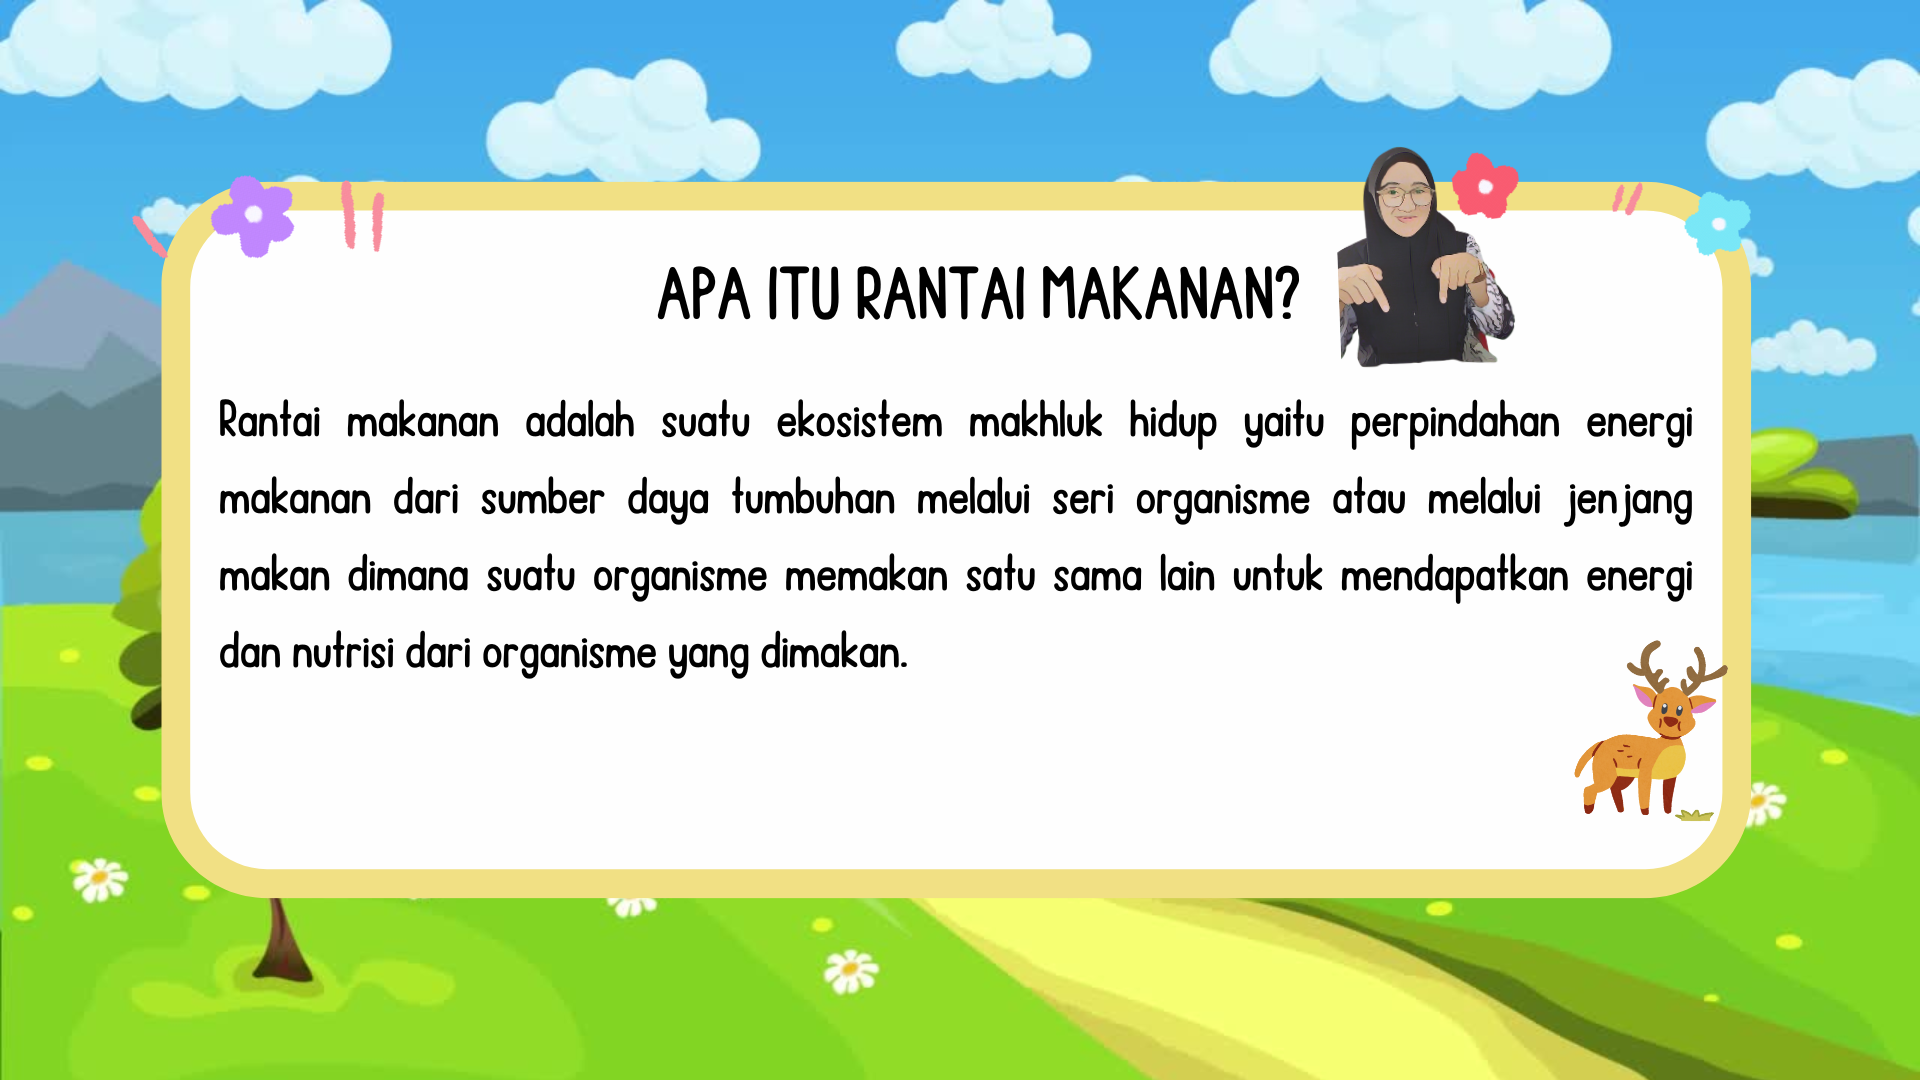 APA ITU RANTAI MAKANAN?
Rantai makanan adalah suatu ekosistem makhluk hidup yaitu perpindahan energi
makanan dari sumber daya tumbuhan melalui seri organisme atau melalui jenjang
makan dimana suatu organisme memakan satu sama lain untuk mendapatkan energi
dan nutrisi dari organisme yang dimakan.